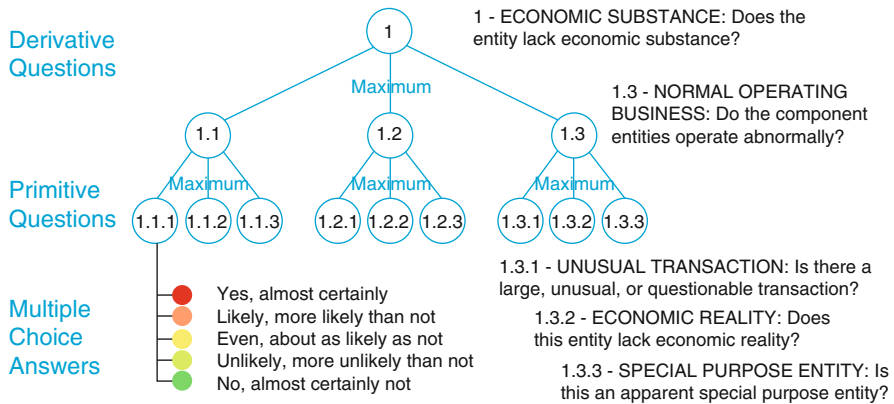 Derivative
Questions
1
1 - ECONOMIC SUBSTANCE: Does the
entity lack economic substance?
Maximum
1.3 - NORMAL OPERATING
BUSINESS: Do the component
entities operate abnormally?
1.1
1.2
1.3
Primitive
Questions
Maximum
Maximum
Maximum
1.1.1
1.1.2
1.1.3
1.2.1
1.2.2
1.2.3
1.3.1
1.3.2
1.3.3
1.3.1 - UNUSUAL TRANSACTION: Is there a
large, unusual, or questionable transaction?
1.3.2 - ECONOMIC REALITY: Does
this entity lack economic reality?
1.3.3 - SPECIAL PURPOSE ENTITY: Is
this an apparent special purpose entity?
Multiple
Choice
Answers
Yes, almost certainly
Likely, more likely than not
Even, about as likely as not
Unlikely, more unlikely than not
No, almost certainly not